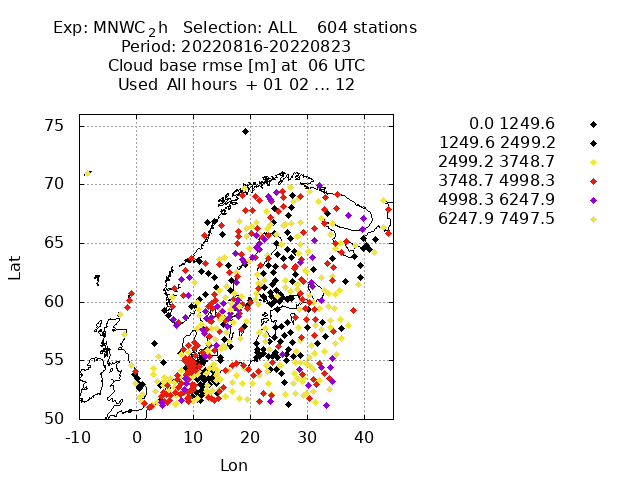 Exp: MNWC₂h   Selection: ALL    604 stations
Period: 20220816-20220823
Cloud base rmse [m] at  06 UTC
Used  All hours  + 01 02 ... 12
0.0 1249.6
1249.6 2499.2
2499.2 3748.7
3748.7 4998.3
4998.3 6247.9
6247.9 7497.5
75
70
65
60
55
50
Lat
-10 0 10 20 30 40
Lon